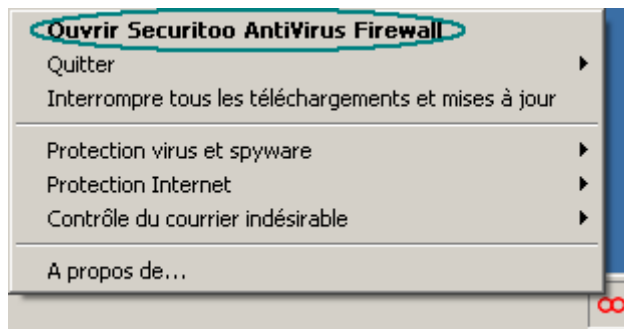 Ouvrir Securitoo AntiVirus Firewall
Quitter
Interrompre tous les téléchargements et mises à jour
Protection virus et spyware
Protection Internet
Contrôle du courrier indésirable
A propos de...